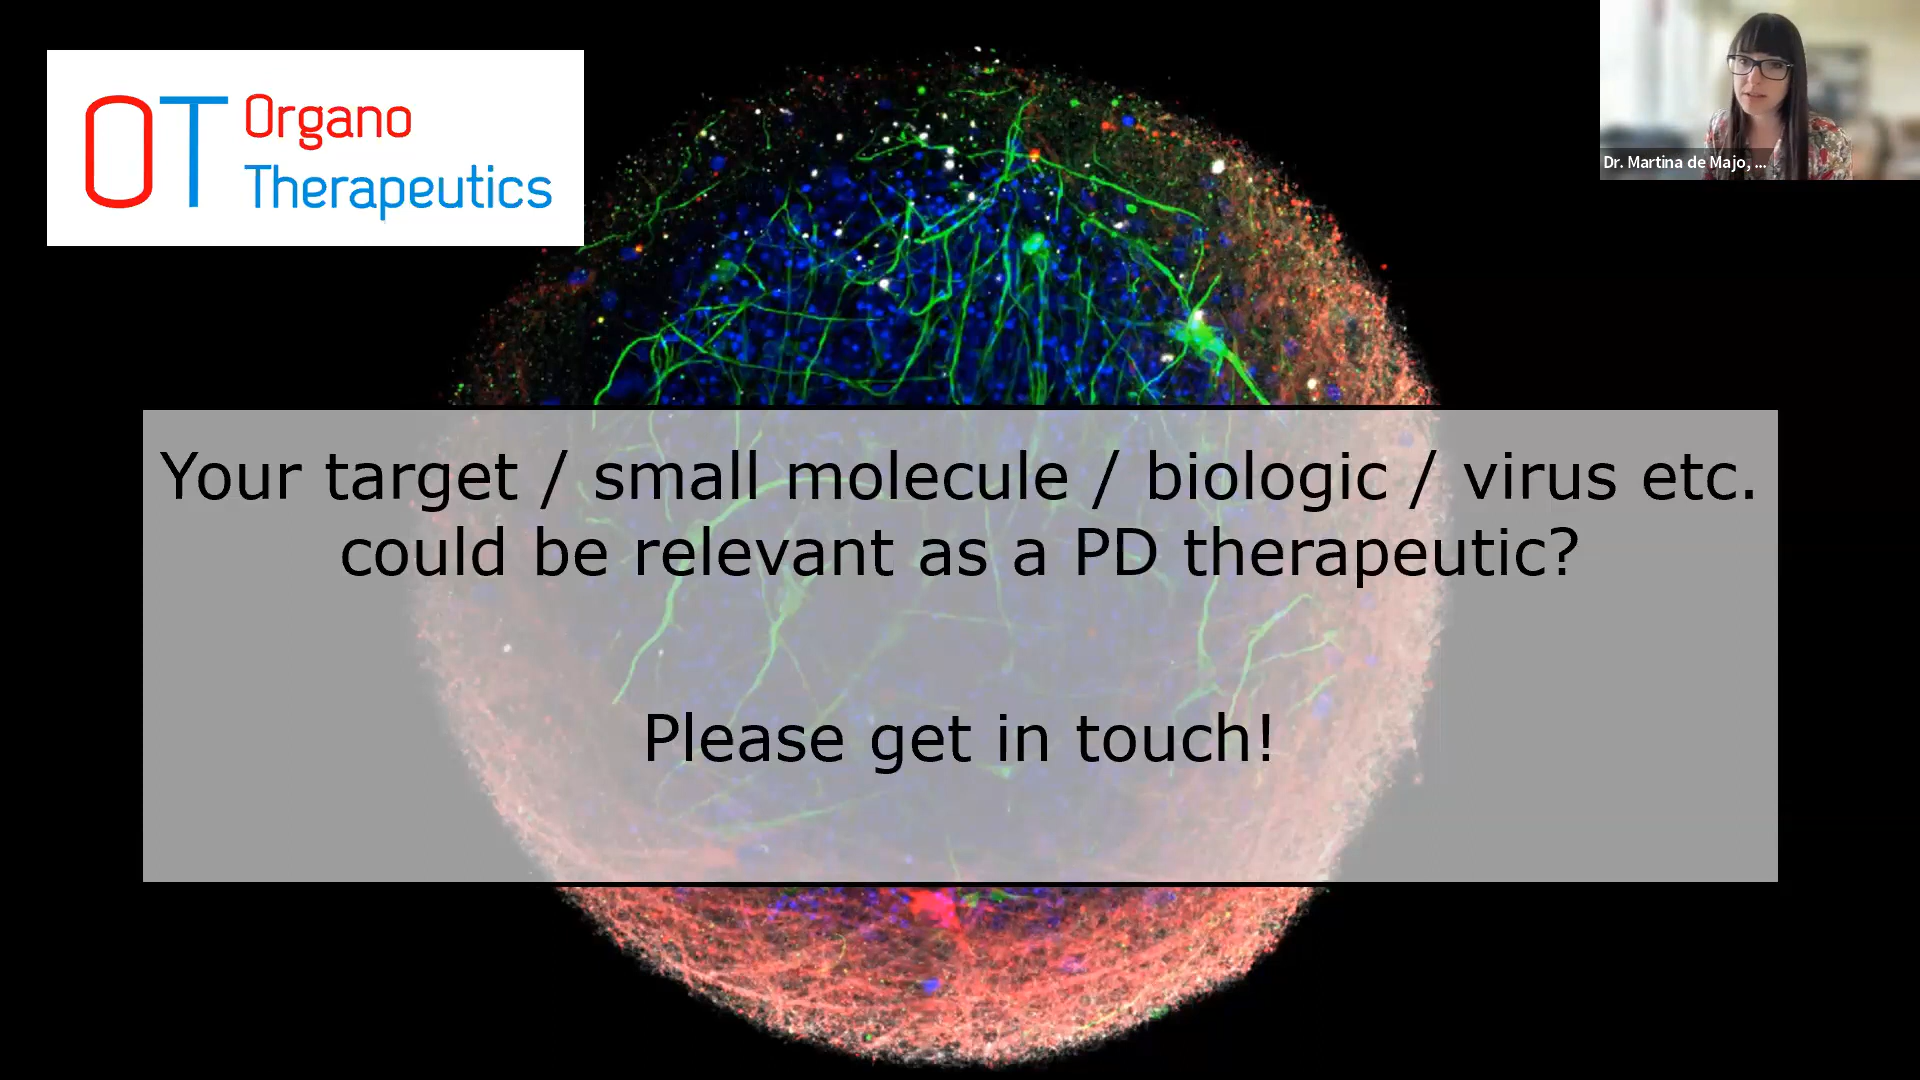 OT Organo
Therapeutics
Dr. Martina de Majo, ...
Your target / small molecule / biologic / virus etc.
could be relevant as a PD therapeutic?
Please get in touch!